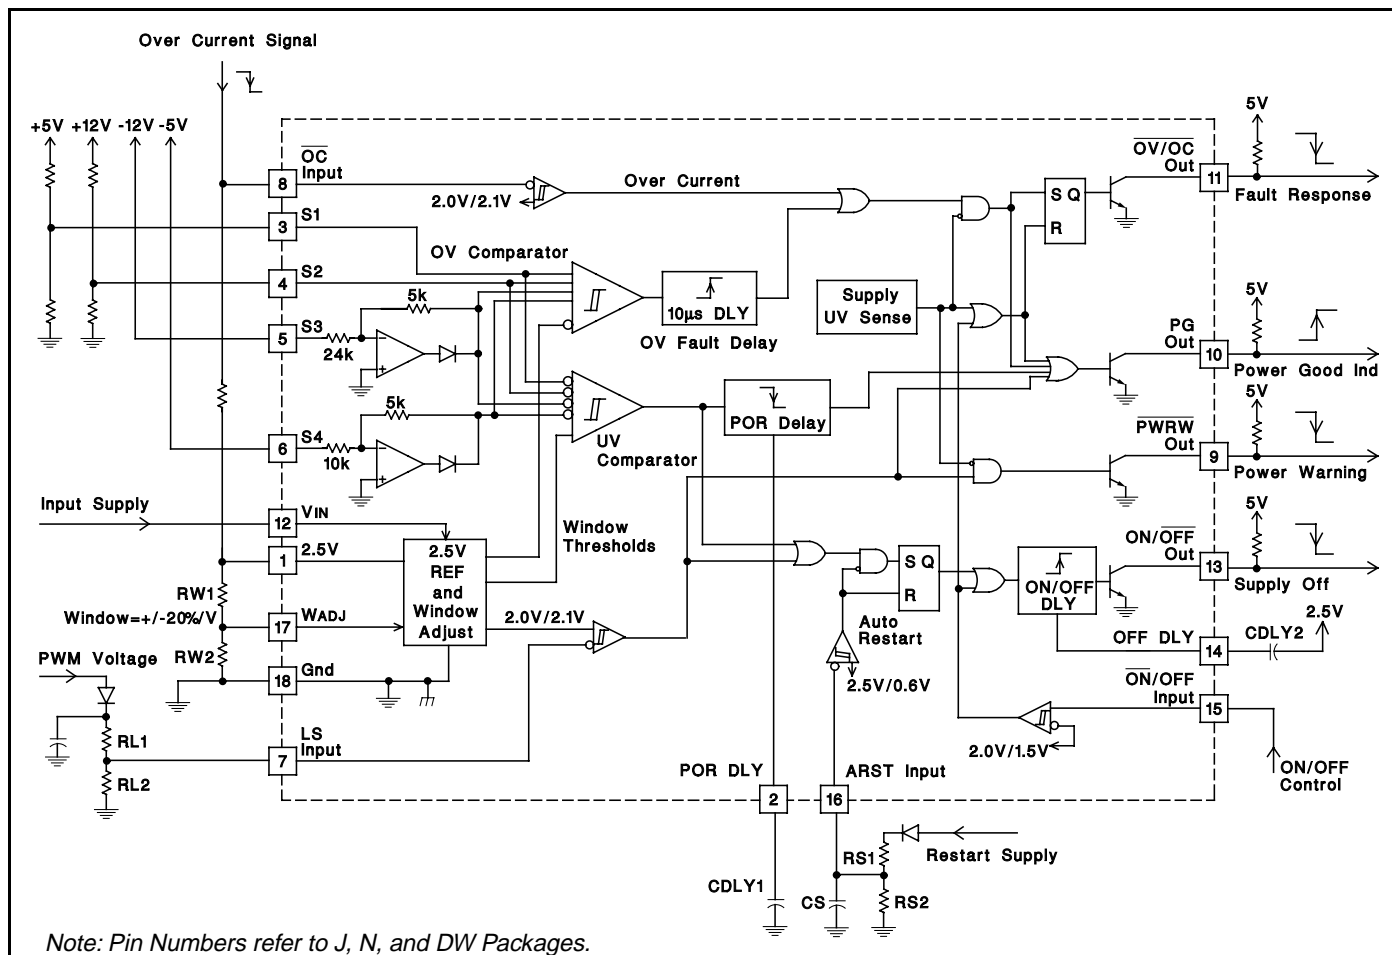 Over Current Signal
+5V +12V -12V -5V
OC
Input
8
S1
3
S2
4
S3
5
S4
6
24k
5k
10k
5k
2.0V/2.1V
Over Current
OV Comparator
10µs DLY
OV Fault Delay
UV
Comparator
POR Delay
Supply
UV Sense
S Q
R
OV/OC
Out
11
5V
Fault Response
PG
Out
10
5V
Power Good Ind
PWRW
Out
9
5V
Power Warning
ON/OFF
Out
13
5V
Supply Off
Input Supply
VIN
12
2.5V
1
RW1
Window=+/-20%/V
WADJ
17
RW2
Gnd
18
2.5V
REF
and
Window
Adjust
Window
Thresholds
2.0V/2.1V
PWM Voltage
RL1
RL2
LS
Input
7
S Q
R
Auto
Restart
2.5V/0.6V
ON/OFF
DLY
OFF DLY
14
CDLY2
2.5V
ON/OFF
Input
15
2.0V/1.5V
ON/OFF
Control
POR DLY
2
ARST Input
16
CDLY1
CS
RS1
RS2
Restart Supply
Note: Pin Numbers refer to J, N, and DW Packages.